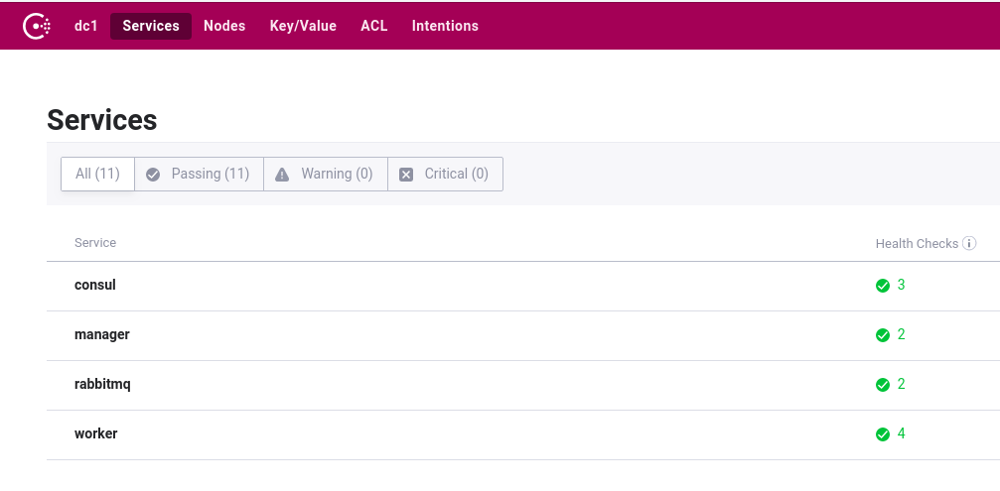 dc1 Services Nodes Key/Value ACL Intentions
Services
All (11) Passing (11) Warning (0) Critical (0)
Service Health Checks
consul 3
manager 2
rabbitmq 2
worker 4